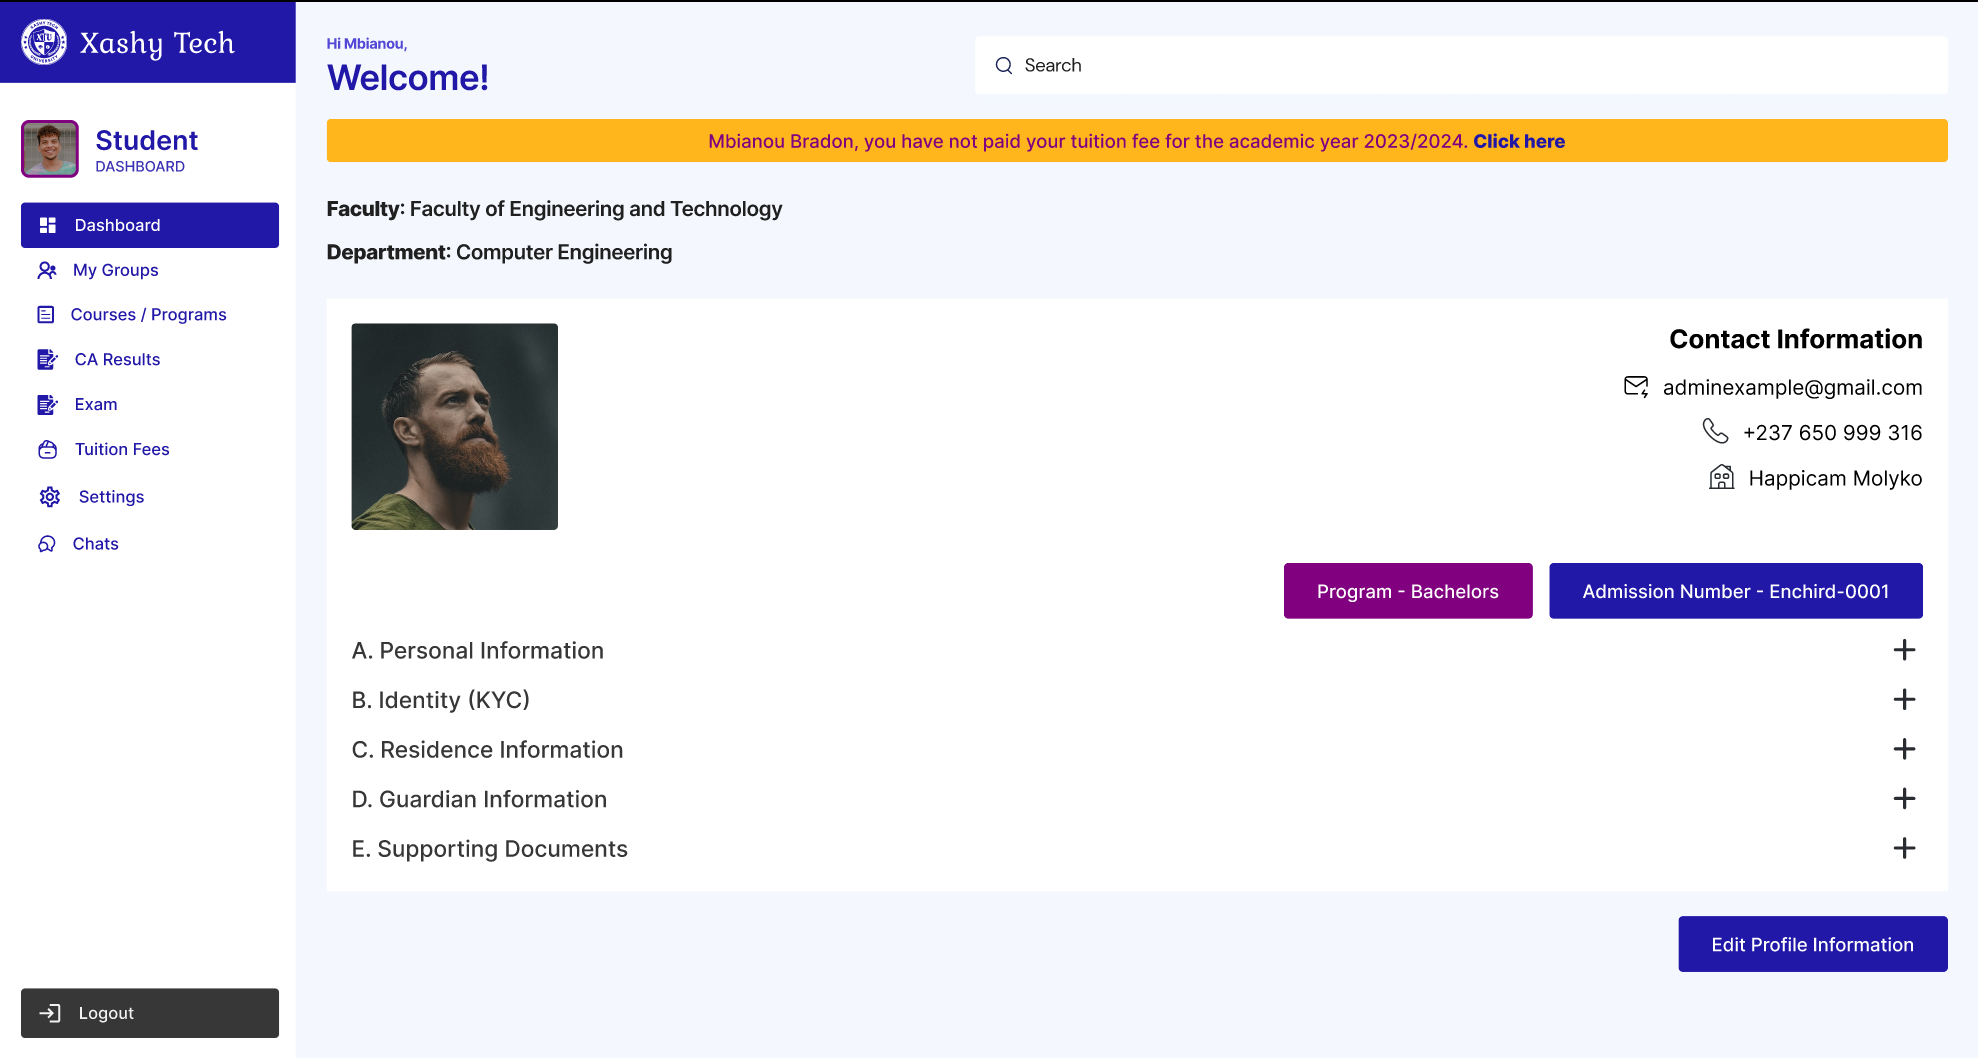 Xashy Tech
XASHY TECH
XTU
UNIVERSITY
Student
DASHBOARD
Dashboard
My Groups
Courses / Programs
CA Results
Exam
Tuition Fees
Settings
Chats
Logout
Hi Mbianou,
Welcome!
Search
Mbianou Bradon, you have not paid your tuition fee for the academic year 2023/2024. Click here
Faculty: Faculty of Engineering and Technology
Department: Computer Engineering
Contact Information
adminexample@gmail.com
+237 650 999 316
Happicam Molyko
Program - Bachelors
Admission Number - Enchird-0001
A. Personal Information
B. Identity (KYC)
C. Residence Information
D. Guardian Information
E. Supporting Documents
Edit Profile Information